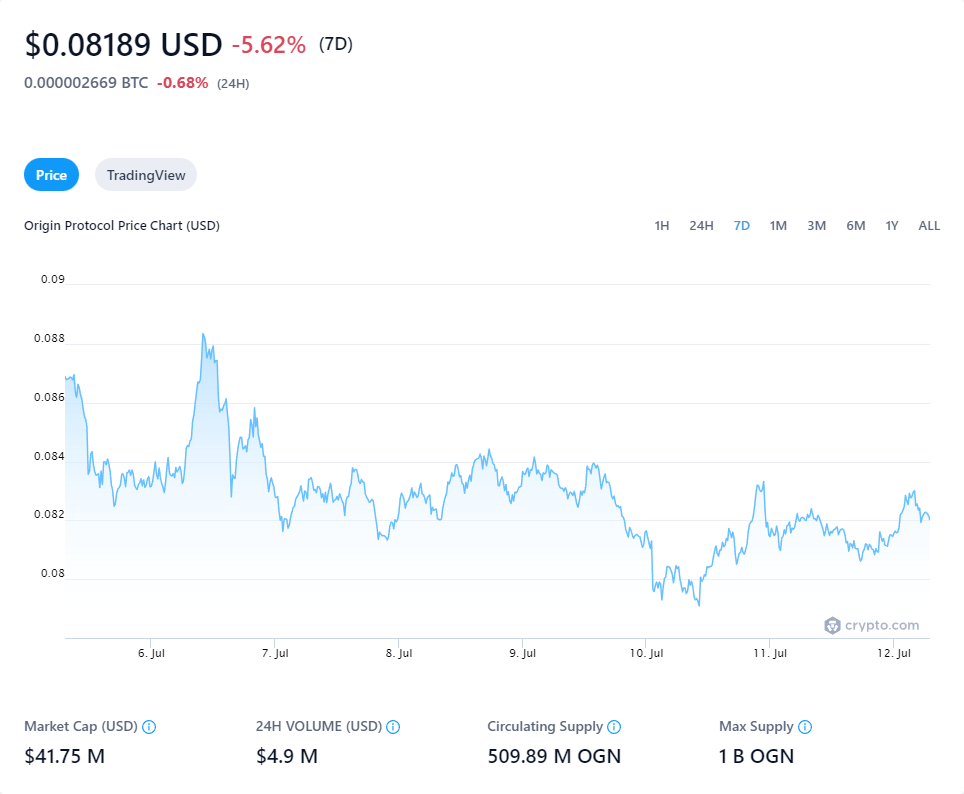 $0.08189 USD -5.62% (7D)
0.000002669 BTC -0.68% (24H)
Price TradingView
Origin Protocol Price Chart (USD) 1H 24H 7D 1M 3M 6M 1Y ALL
0.09
0.088
0.086
0.084
0.082
0.08
crypto.com
6. Jul 7. Jul 8. Jul 9. Jul 10. Jul 11. Jul 12. Jul
Market Cap (USD) 24H VOLUME (USD) Circulating Supply Max Supply
$41.75 M $4.9 M 509.89 M OGN 1 B OGN